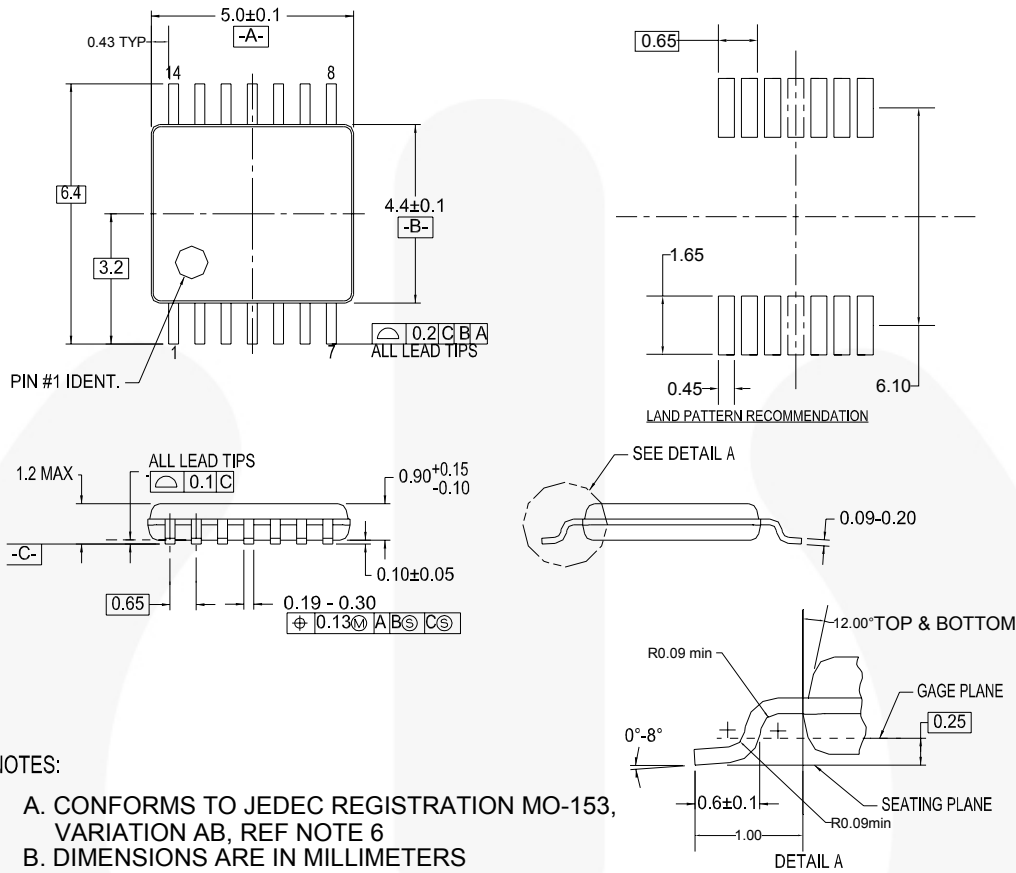 5.0±0.1
-A-
0.43 TYP
14
8
6.4
3.2
4.4±0.1
-B-
1
7
0.2 C B A
ALL LEAD TIPS
PIN #1 IDENT.
0.65
1.65
0.45
6.10
LAND PATTERN RECOMMENDATION
1.2 MAX
ALL LEAD TIPS
0.1 C
0.90 +0.15
-0.10
-C-
0.10±0.05
0.65
0.19 - 0.30
⌖ 0.13Ⓜ A BⓈ CⓈ
SEE DETAIL A
0.09-0.20
12.00° TOP & BOTTOM
R0.09 min
GAGE PLANE
0.25
0°-8°
0.6±0.1
SEATING PLANE
R0.09min
1.00
DETAIL A
NOTES:
A. CONFORMS TO JEDEC REGISTRATION MO-153,
VARIATION AB, REF NOTE 6
B. DIMENSIONS ARE IN MILLIMETERS